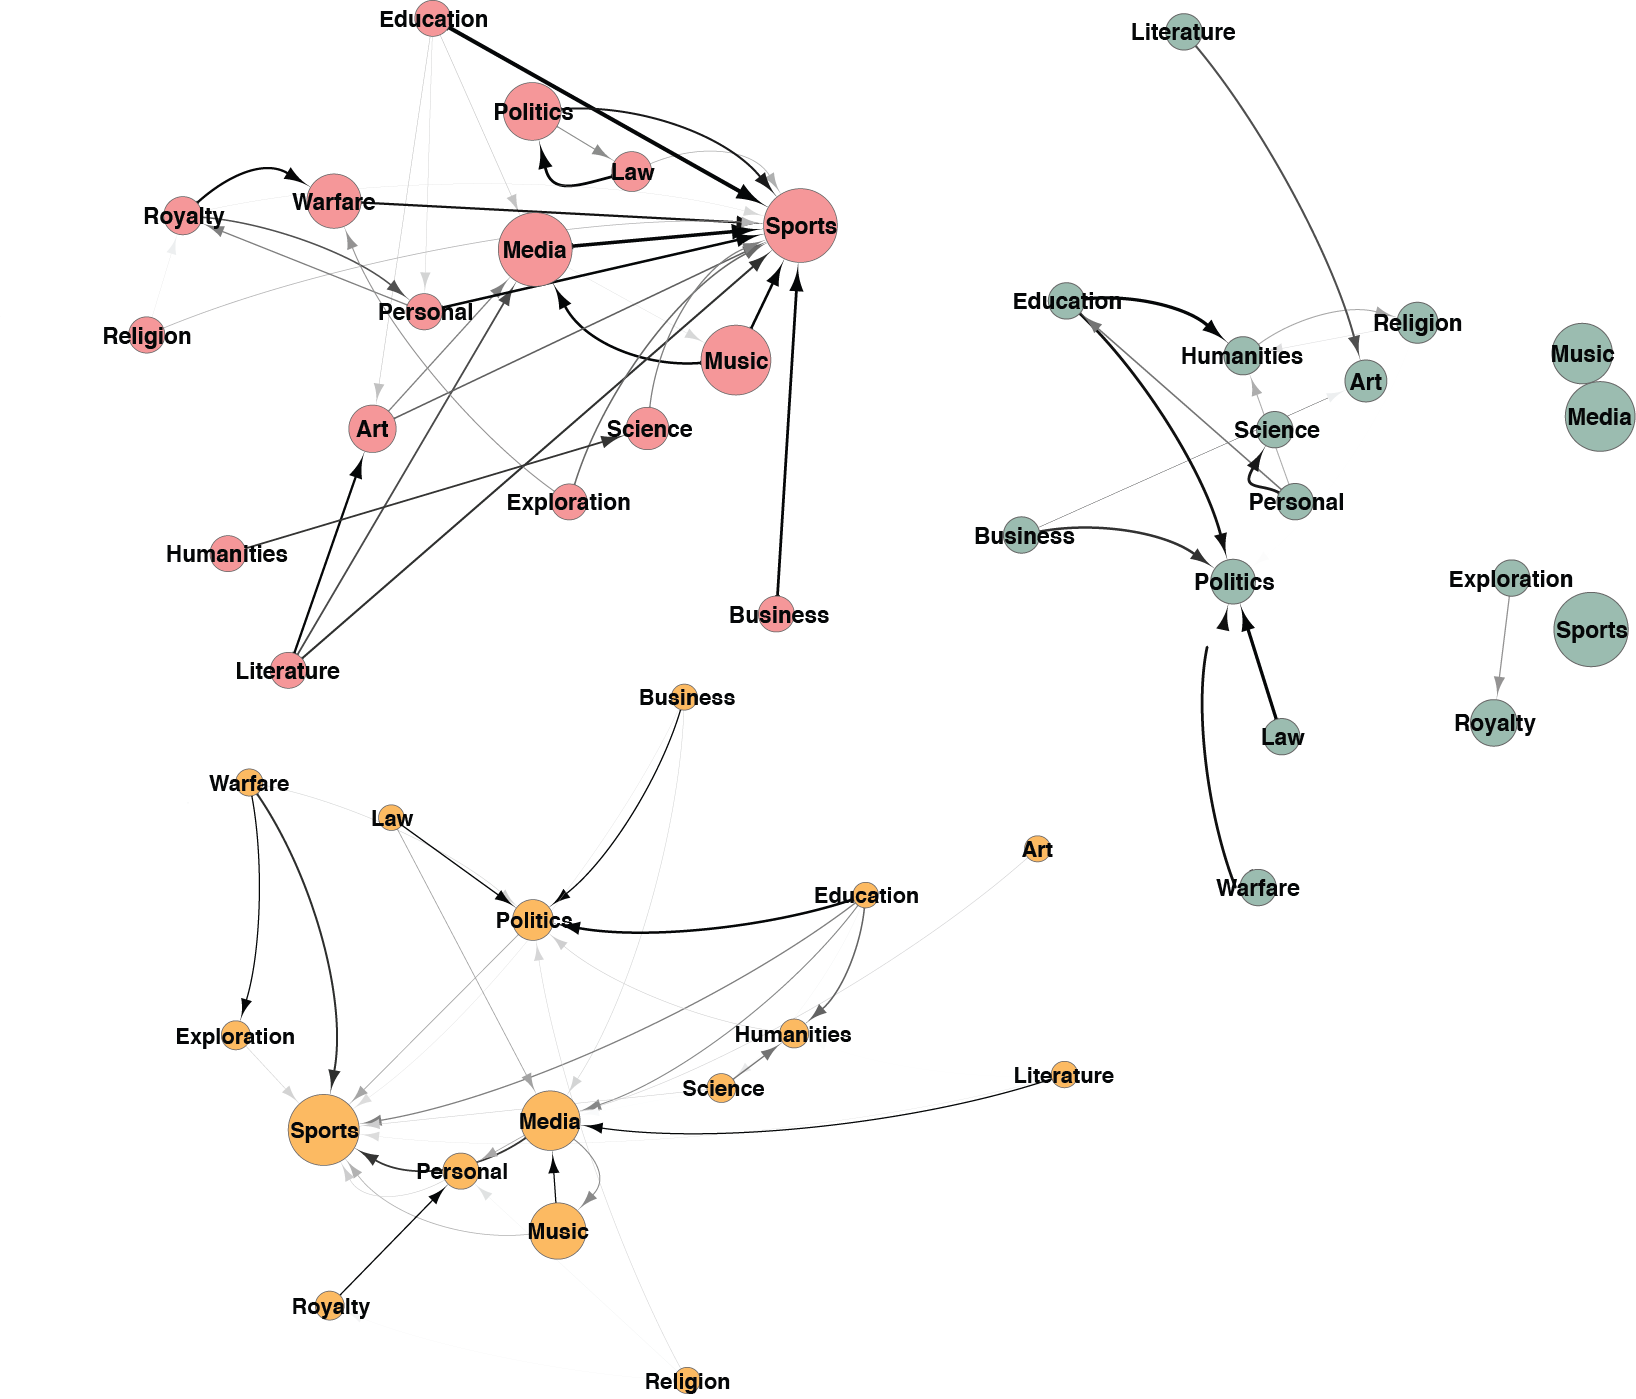 Education
Politics
Law
Royalty
Warfare
Media
Sports
Personal
Religion
Music
Art
Science
Exploration
Humanities
Business
Literature
Literature
Education
Religion
Humanities
Art
Music
Media
Science
Personal
Business
Politics
Exploration
Sports
Royalty
Law
Warfare
Business
Warfare
Law
Art
Education
Politics
Exploration
Humanities
Science
Literature
Sports
Media
Personal
Music
Royalty
Religion